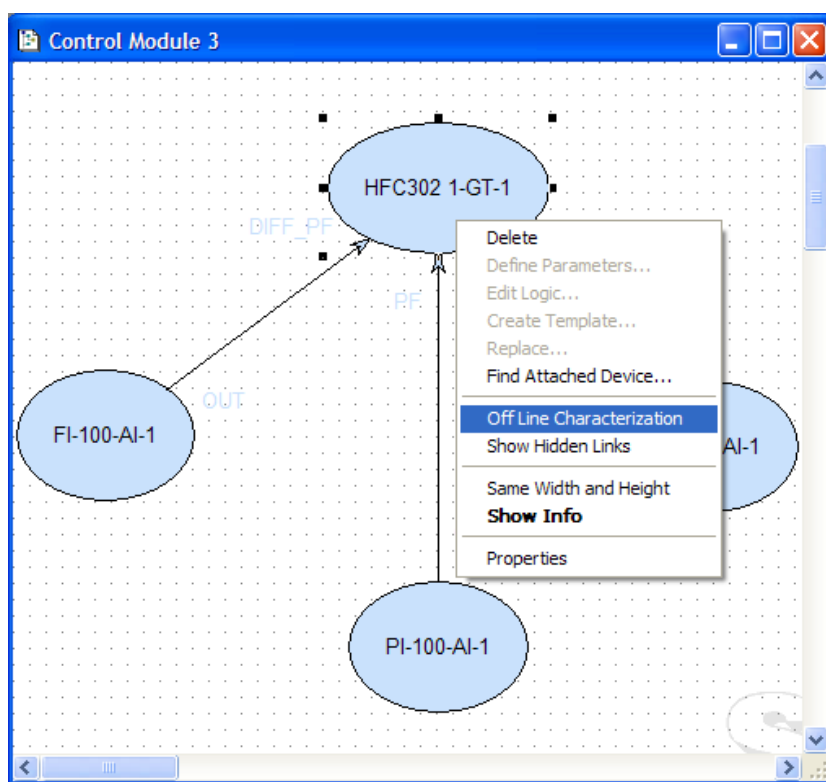 Control Module 3
HFC302 1-GT-1
DIFF_PF
PF
OUT
FI-100-AI-1
AI-1
PI-100-AI-1
Delete
Define Parameters...
Edit Logic...
Create Template...
Replace...
Find Attached Device...
Off Line Characterization
Show Hidden Links
Same Width and Height
Show Info
Properties